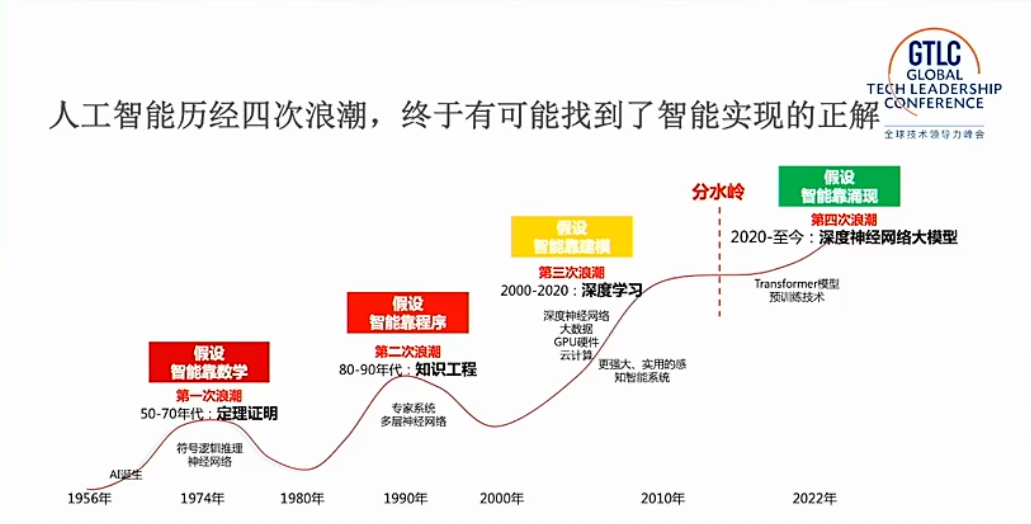 GTLC
GLOBAL
TECH LEADERSHIP
CONFERENCE
全球技术领导力峰会
人工智能历经四次浪潮，终于有可能找到了智能实现的正解
假设
智能靠数学
第一次浪潮
50-70年代：定理证明
符号逻辑推理
神经网络
AI诞生
假设
智能靠程序
第二次浪潮
80-90年代：知识工程
专家系统
多层神经网络
假设
智能靠建模
第三次浪潮
2000-2020：深度学习
深度神经网络
大数据
GPU硬件
云计算
更强大、实用的感
知智能系统
分水岭
假设
智能靠涌现
第四次浪潮
2020-至今：深度神经网络大模型
Transformer模型
预训练技术
1956年
1974年
1980年
1990年
2000年
2010年
2022年